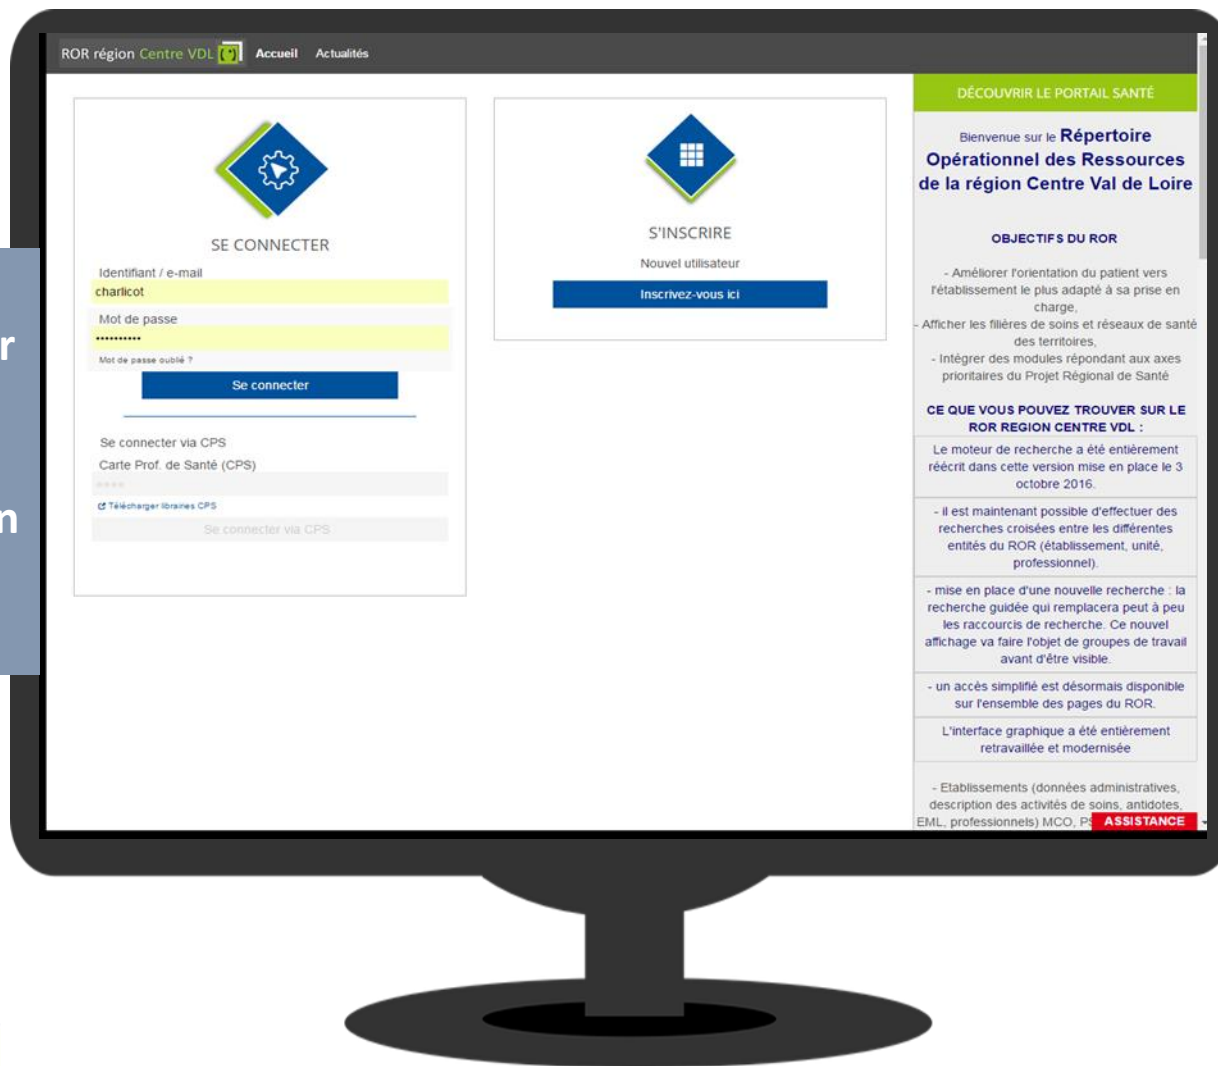 ROR région Centre VDL Accueil Actualités
SE CONNECTER
Identifiant / e-mail
charlicot
Mot de passe
••••••••••
Mot de passe oublié ?
Se connecter
Se connecter via CPS
Carte Prof. de Santé (CPS)
Télécharger librairies CPS
Se connecter via CPS
S'INSCRIRE
Nouvel utilisateur
Inscrivez-vous ici
DÉCOUVRIR LE PORTAIL SANTÉ
Bienvenue sur le Répertoire
Opérationnel des Ressources
de la région Centre Val de Loire
OBJECTIFS DU ROR
- Améliorer l'orientation du patient vers
l'établissement le plus adapté à sa prise en
charge,
- Afficher les filières de soins et réseaux de santé
des territoires,
- Intégrer des modules répondant aux axes
prioritaires du Projet Régional de Santé
CE QUE VOUS POUVEZ TROUVER SUR LE
ROR REGION CENTRE VDL :
Le moteur de recherche a été entièrement
réécrit dans cette version mise en place le 3
octobre 2016.
- il est maintenant possible d'effectuer des
recherches croisées entre les différentes
entités du ROR (établissement, unité,
professionnel).
- mise en place d'une nouvelle recherche : la
recherche guidée qui remplacera peut à peu
les raccourcis de recherche. Ce nouvel
affichage va faire l'objet de groupes de travail
avant d'être visible.
- un accès simplifié est désormais disponible
sur l'ensemble des pages du ROR.
L'interface graphique a été entièrement
retravaillée et modernisée
- Etablissements (données administratives,
description des activités de soins, antidotes,
EML, professionnels) MCO, ASSISTANCE